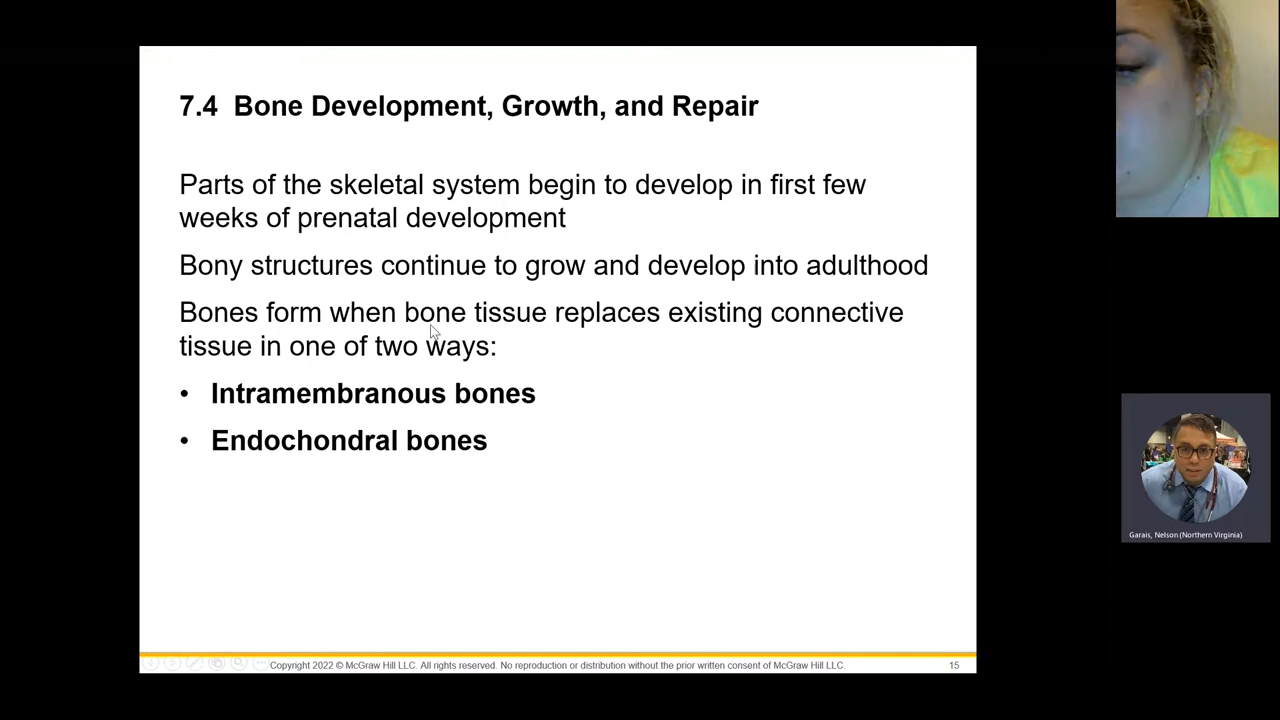 7.4 Bone Development, Growth, and Repair
Parts of the skeletal system begin to develop in first few
weeks of prenatal development
Bony structures continue to grow and develop into adulthood
Bones form when bone tissue replaces existing connective
tissue in one of two ways:
• Intramembranous bones
• Endochondral bones
Copyright 2022 © McGraw Hill LLC. All rights reserved. No reproduction or distribution without the prior written consent of McGraw Hill LLC.
15
Garais, Nelson (Northern Virginia)